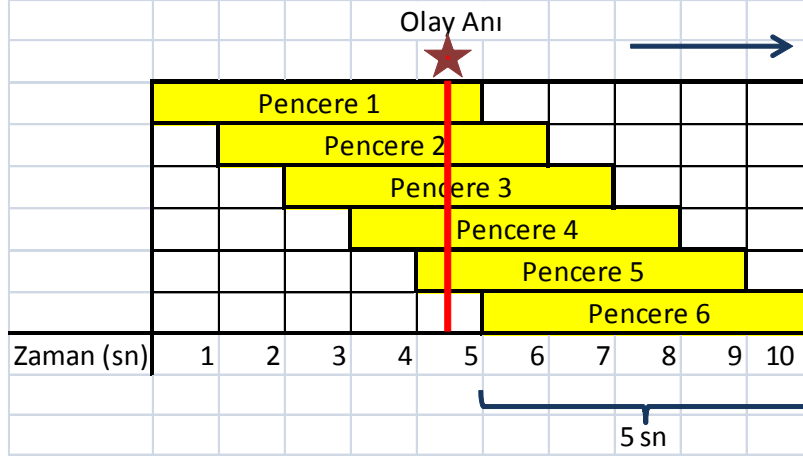 Olay Anı
Pencere 1
Pencere 2
Pencere 3
Pencere 4
Pencere 5
Pencere 6
Zaman (sn) 1 2 3 4 5 6 7 8 9 10
5 sn